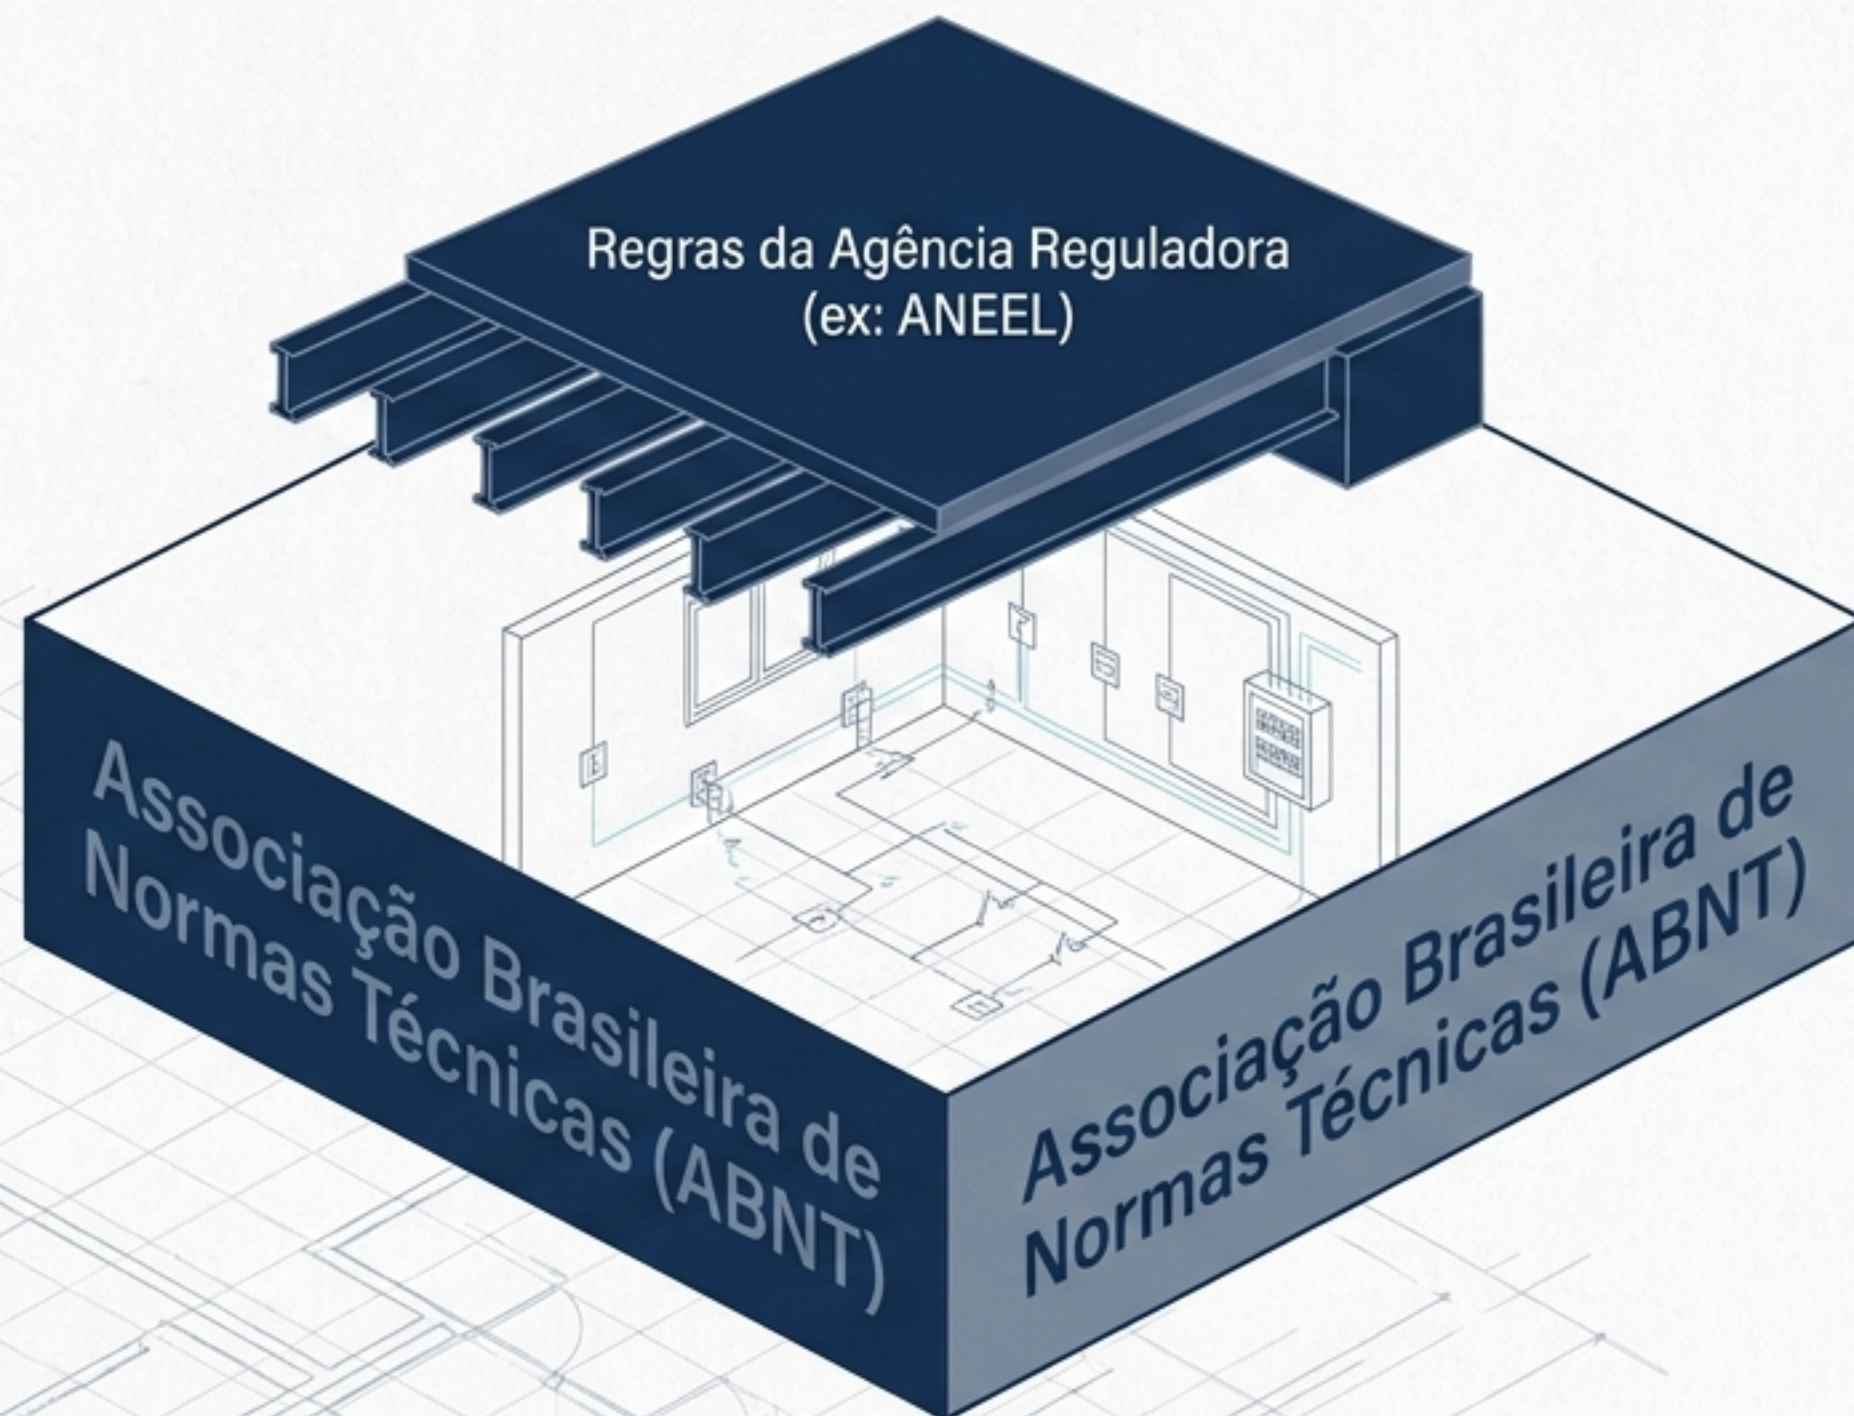 Regras da Agência Reguladora
(ex: ANEEL)
Associação Brasileira de
Normas Técnicas (ABNT)
Associação Brasileira de
Normas Técnicas (ABNT)